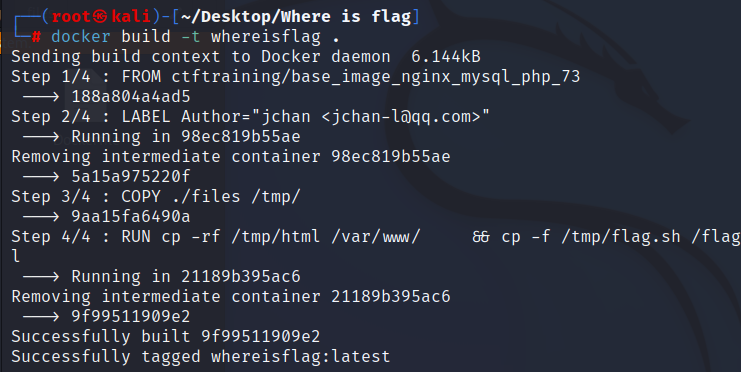 ┌──(root㉿kali)-[~/Desktop/Where is flag]
└─# docker build -t whereisflag .
Sending build context to Docker daemon  6.144kB
Step 1/4 : FROM ctftraining/base_image_nginx_mysql_php_73
 ---> 188a804a4ad5
Step 2/4 : LABEL Author="jchan <jchan-l@qq.com>"
 ---> Running in 98ec819b55ae
Removing intermediate container 98ec819b55ae
 ---> 5a15a975220f
Step 3/4 : COPY ./files /tmp/
 ---> 9aa15fa6490a
Step 4/4 : RUN cp -rf /tmp/html /var/www/     && cp -f /tmp/flag.sh /flag
l
 ---> Running in 21189b395ac6
Removing intermediate container 21189b395ac6
 ---> 9f99511909e2
Successfully built 9f99511909e2
Successfully tagged whereisflag:latest